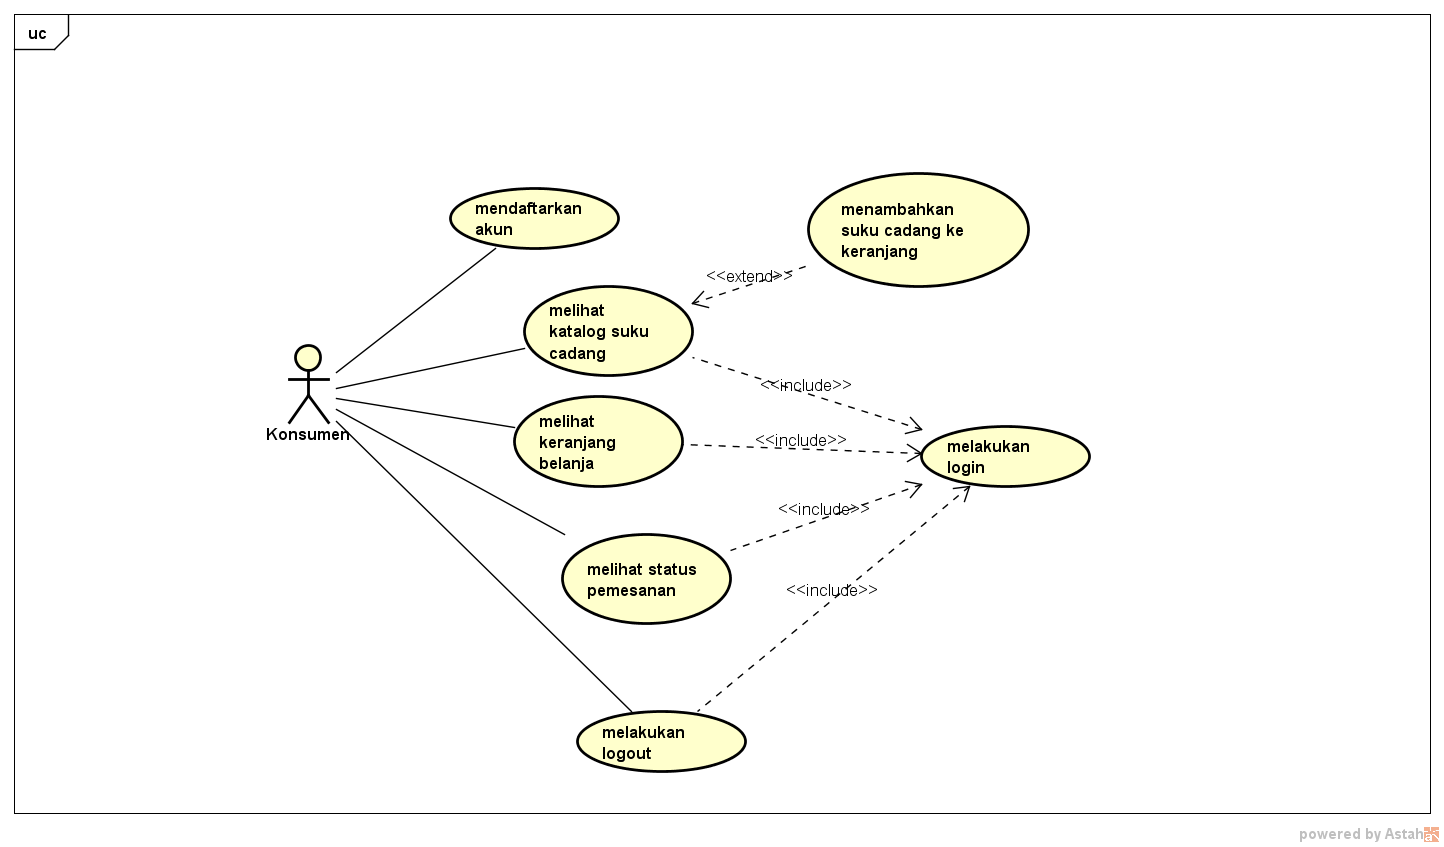 uc
mendaftarkan
akun
menambahkan
suku cadang ke
keranjang
<<extend>>
melihat
katalog suku
cadang
<<include>>
Konsumen
melihat
keranjang
belanja
<<include>>
melakukan
login
<<include>>
melihat status
pemesanan
<<include>>
melakukan
logout
powered by Astah